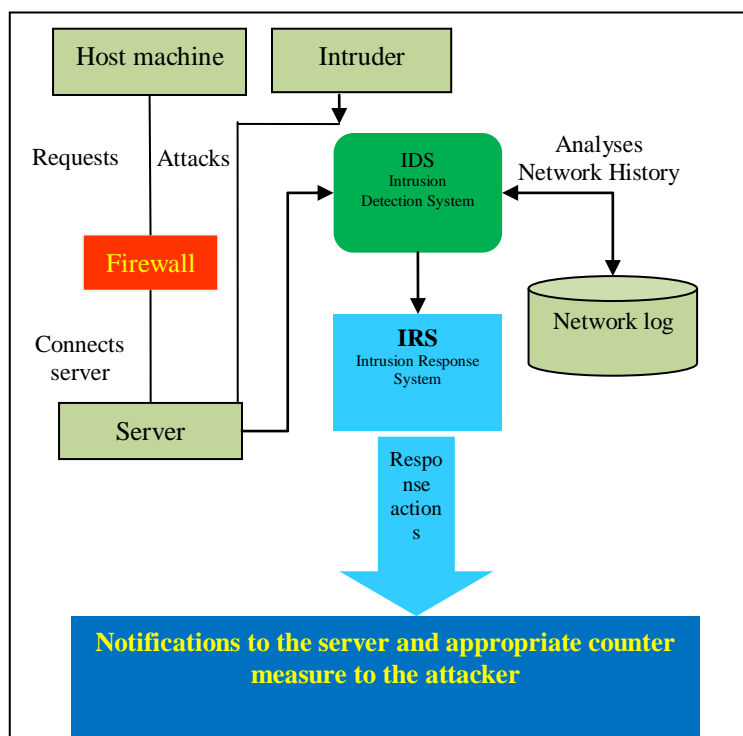 Host machine
Intruder
Requests
Attacks
IDS
Intrusion
Detection System
Analyses
Network History
Firewall
Network log
IRS
Intrusion Response
System
Connects
server
Server
Respo
nse
action
s
Notifications to the server and appropriate counter
measure to the attacker